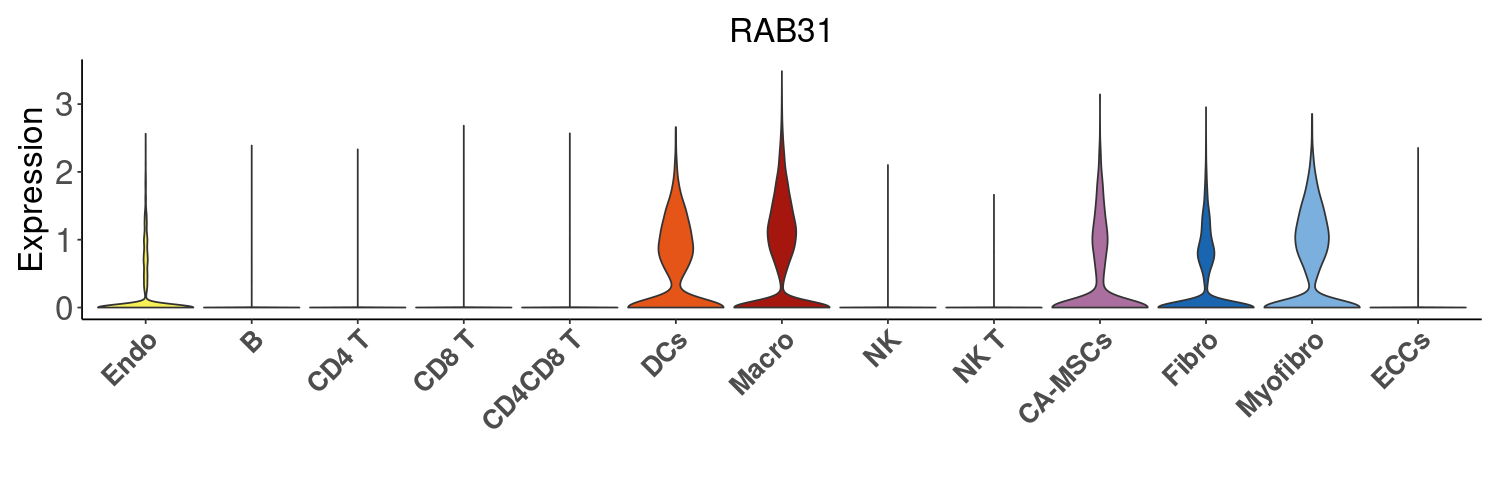 RAB31
Expression
3
2
1
0
Endo
B
CD4 T
CD8 T
CD4CD8 T
DCs
Macro
NK
NK T
CA-MSCs
Fibro
Myofibro
ECCs